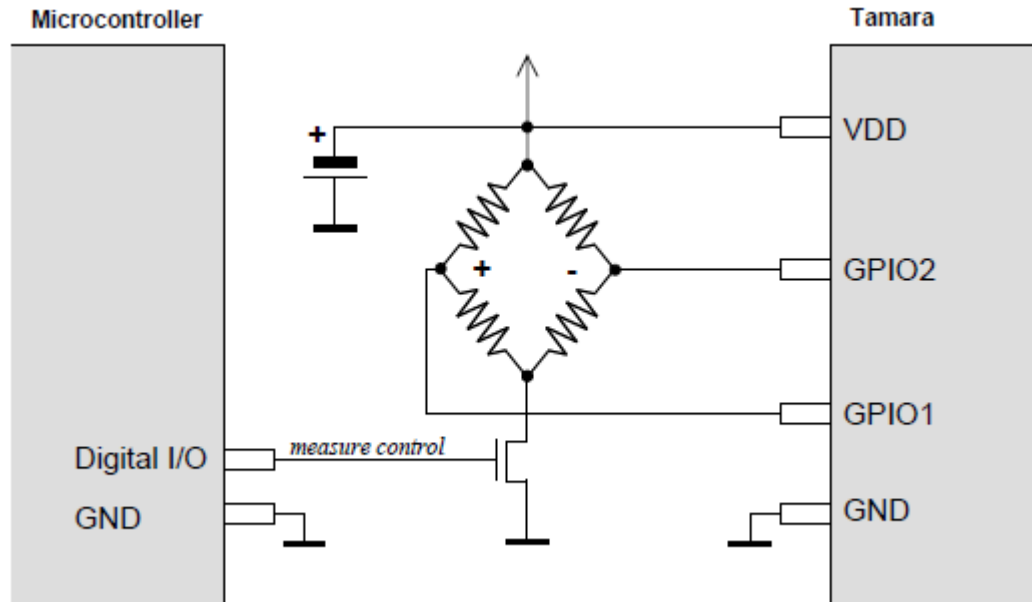 Microcontroller
Tamara
+
VDD
+
-
GPIO2
GPIO1
Digital I/O
measure control
GND
GND